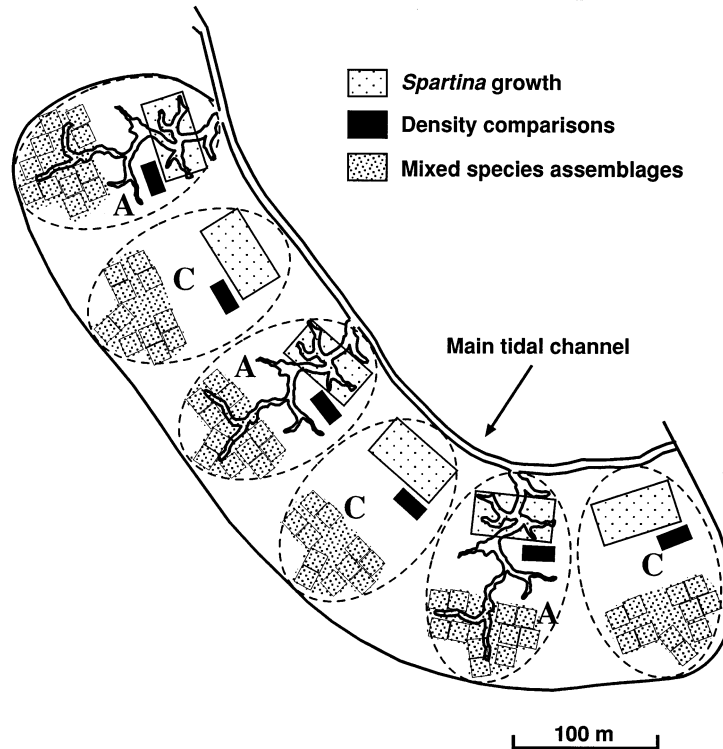 Spartina growth
Density comparisons
Mixed species assemblages
A
C
A
Main tidal channel
C
C
A
100 m